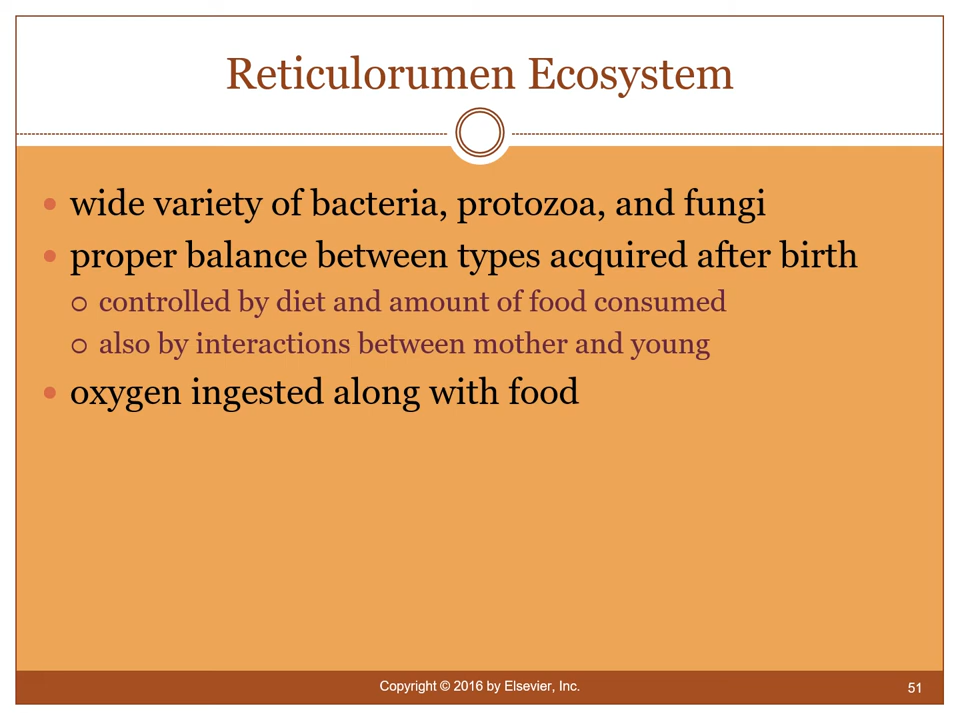 Reticulorumen Ecosystem
wide variety of bacteria, protozoa, and fungi
proper balance between types acquired after birth
controlled by diet and amount of food consumed
also by interactions between mother and young
oxygen ingested along with food
Copyright © 2016 by Elsevier, Inc.
51